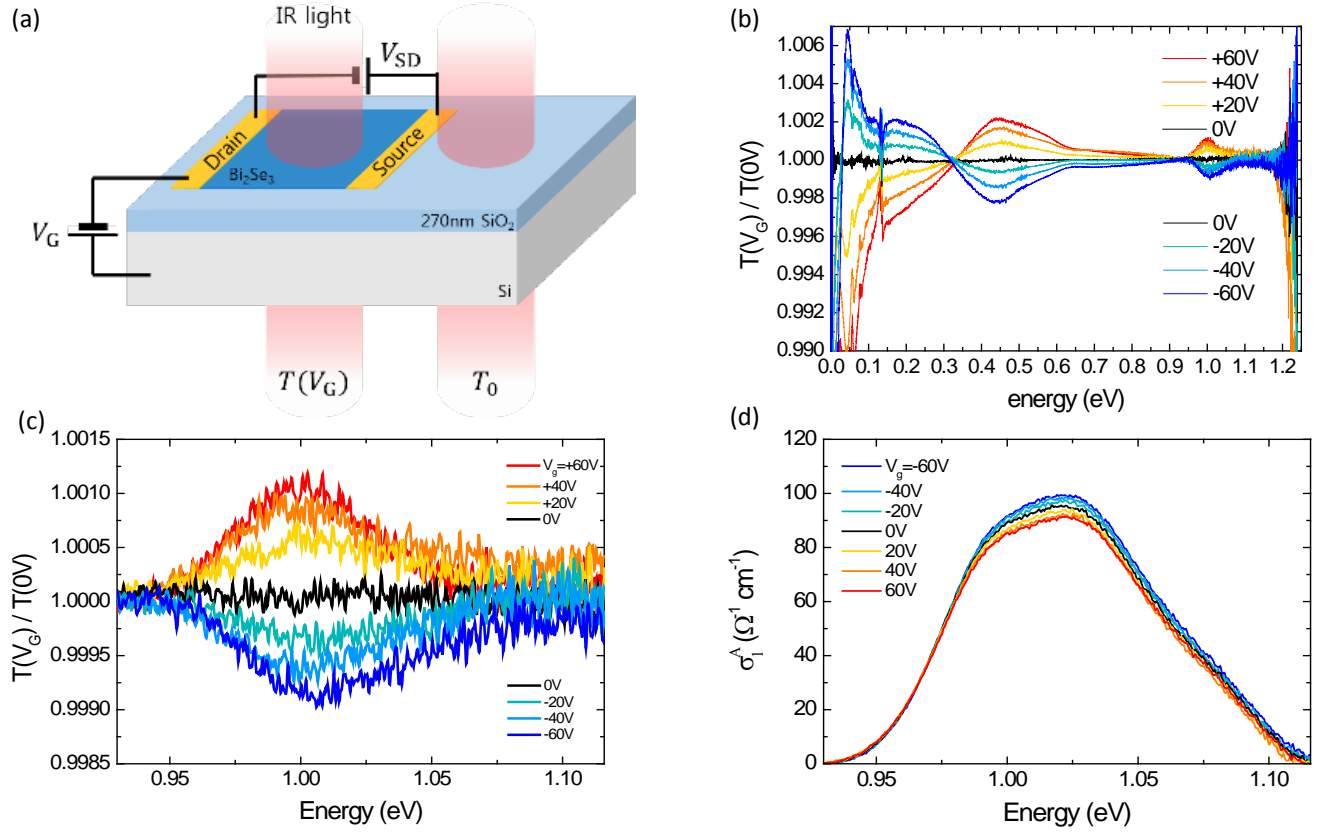 (a)
IR light
V_SD
Drain
Bi₂Se₃
Source
V_G
270nm SiO₂
Si
T(V_G)
T₀
(b)
T(V_G) / T(0V)
1.006
1.004
1.002
1.000
0.998
0.996
0.994
0.992
0.990
+60V
+40V
+20V
0V
0V
-20V
-40V
-60V
0.0 0.1 0.2 0.3 0.4 0.5 0.6 0.7 0.8 0.9 1.0 1.1 1.2
energy (eV)
(c)
T(V_G) / T(0V)
1.0015
1.0010
1.0005
1.0000
0.9995
0.9990
0.9985
V_g=+60V
+40V
+20V
0V
0V
-20V
-40V
-60V
0.95 1.00 1.05 1.10
Energy (eV)
(d)
σ₁ᴬ (Ω⁻¹ cm⁻¹)
120
100
80
60
40
20
0
V_g=-60V
-40V
-20V
0V
20V
40V
60V
0.95 1.00 1.05 1.10
Energy (eV)